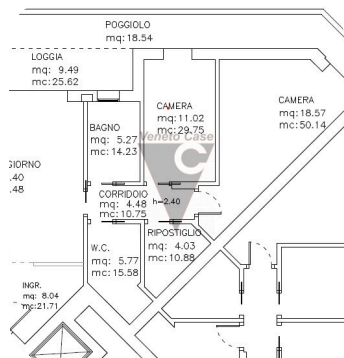 POGGIOLO
mq: 18.54
LOGGIA
mq: 9.49
mc: 25.62
CAMERA
mq: 11.02
mc: 29.75
CAMERA
mq: 18.57
mc: 50.14
BAGNO
mq: 5.27
mc: 14.23
Veneto Case
C
GIORNO
.40
.48
CORRIDOIO
mq: 4.48
mc: 10.75
h=2.40
RIPOSTIGLIO
mq: 4.03
mc: 10.88
W.C.
mq: 5.77
mc: 15.58
INGR.
mq: 8.04
mc: 21.71